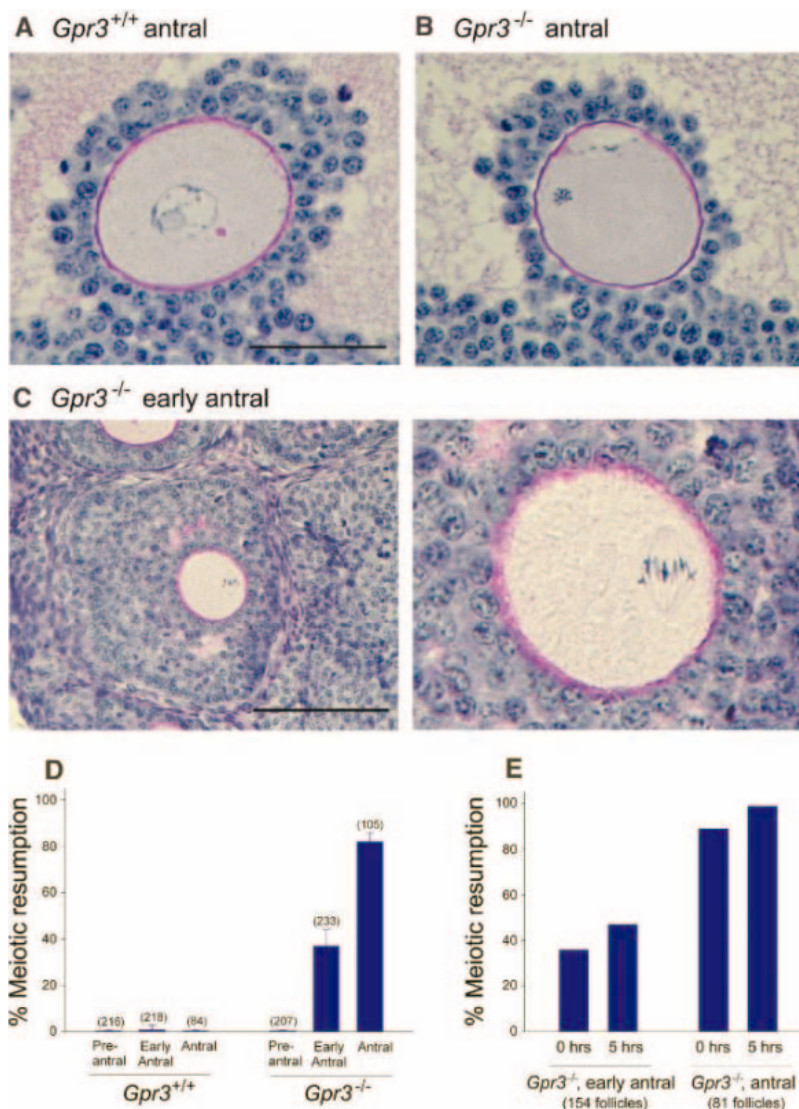 A Gpr3+/+ antral
B Gpr3-/- antral
C Gpr3-/- early antral
D
% Meiotic resumption
100
80
60
40
20
0
(216)
(218)
(84)
(207)
(233)
(105)
Pre-antral
Early Antral
Antral
Pre-antral
Early Antral
Antral
Gpr3+/+
Gpr3-/-
E
% Meiotic resumption
100
80
60
40
20
0
0 hrs
5 hrs
0 hrs
5 hrs
Gpr3-/-, early antral
(154 follicles)
Gpr3-/-, antral
(81 follicles)